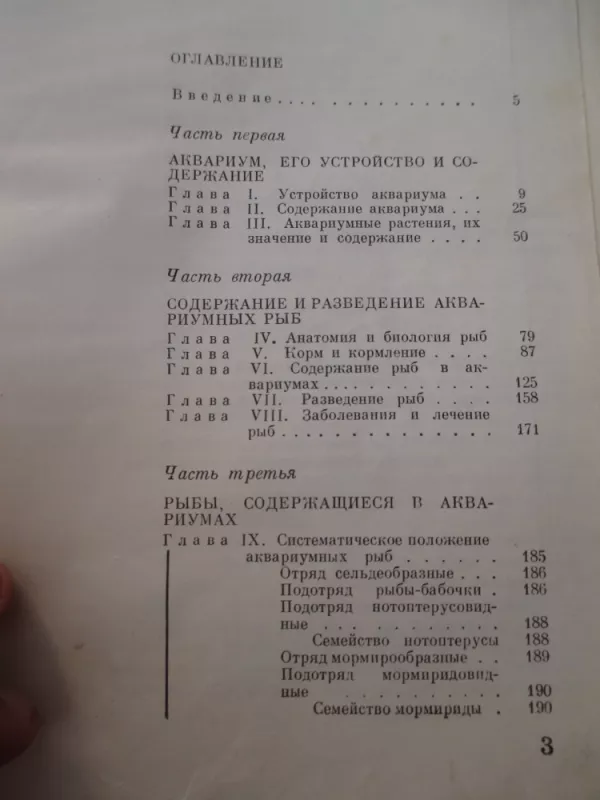 ОГЛАВЛЕНИЕ
Введение . . . . . . . . . . . . . . . . 5
Часть первая
АКВАРИУМ, ЕГО УСТРОЙСТВО И СО-
ДЕРЖАНИЕ
Глава I. Устройство аквариума . . 9
Глава II. Содержание аквариума . . . 25
Глава III. Аквариумные растения, их
значение и содержание . . . . 50
Часть вторая
СОДЕРЖАНИЕ И РАЗВЕДЕНИЕ АКВА-
РИУМНЫХ РЫБ
Глава IV. Анатомия и биология рыб 79
Глава V. Корм и кормление . . . . 87
Глава VI. Содержание рыб в ак-
вариумах . . . . . . . . . . . . 125
Глава VII. Разведение рыб . . . . 158
Глава VIII. Заболевания и лечение
рыб . . . . . . . . . . . . . . . 171
Часть третья
РЫБЫ, СОДЕРЖАЩИЕСЯ В АКВА-
РИУМАХ
Глава IX. Систематическое положение
аквариумных рыб . . . . . . 185
Отряд сельдеобразные . . . 186
Подотряд рыбы-бабочки . 186
Подотряд нотоптерусовид-
ные . . . . . . . . . . . 188
Семейство нотоптерусы 188
Отряд мормирообразные . . 189
Подотряд мормиридовид-
ные . . . . . . . . . . 190
Семейство мормириды . 190
3